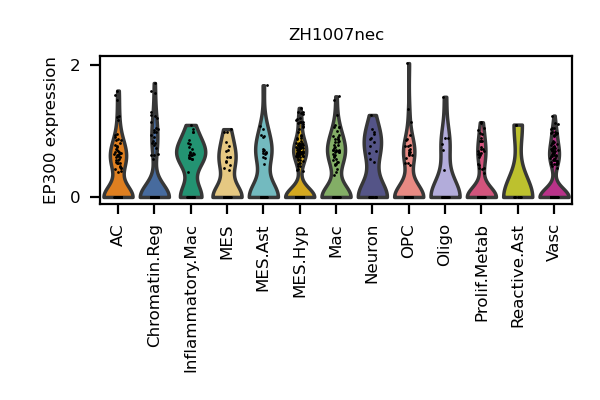 ZH1007nec
EP300 expression
2
0
AC
Chromatin.Reg
Inflammatory.Mac
MES
MES.Ast
MES.Hyp
Mac
Neuron
OPC
Oligo
Prolif.Metab
Reactive.Ast
Vasc